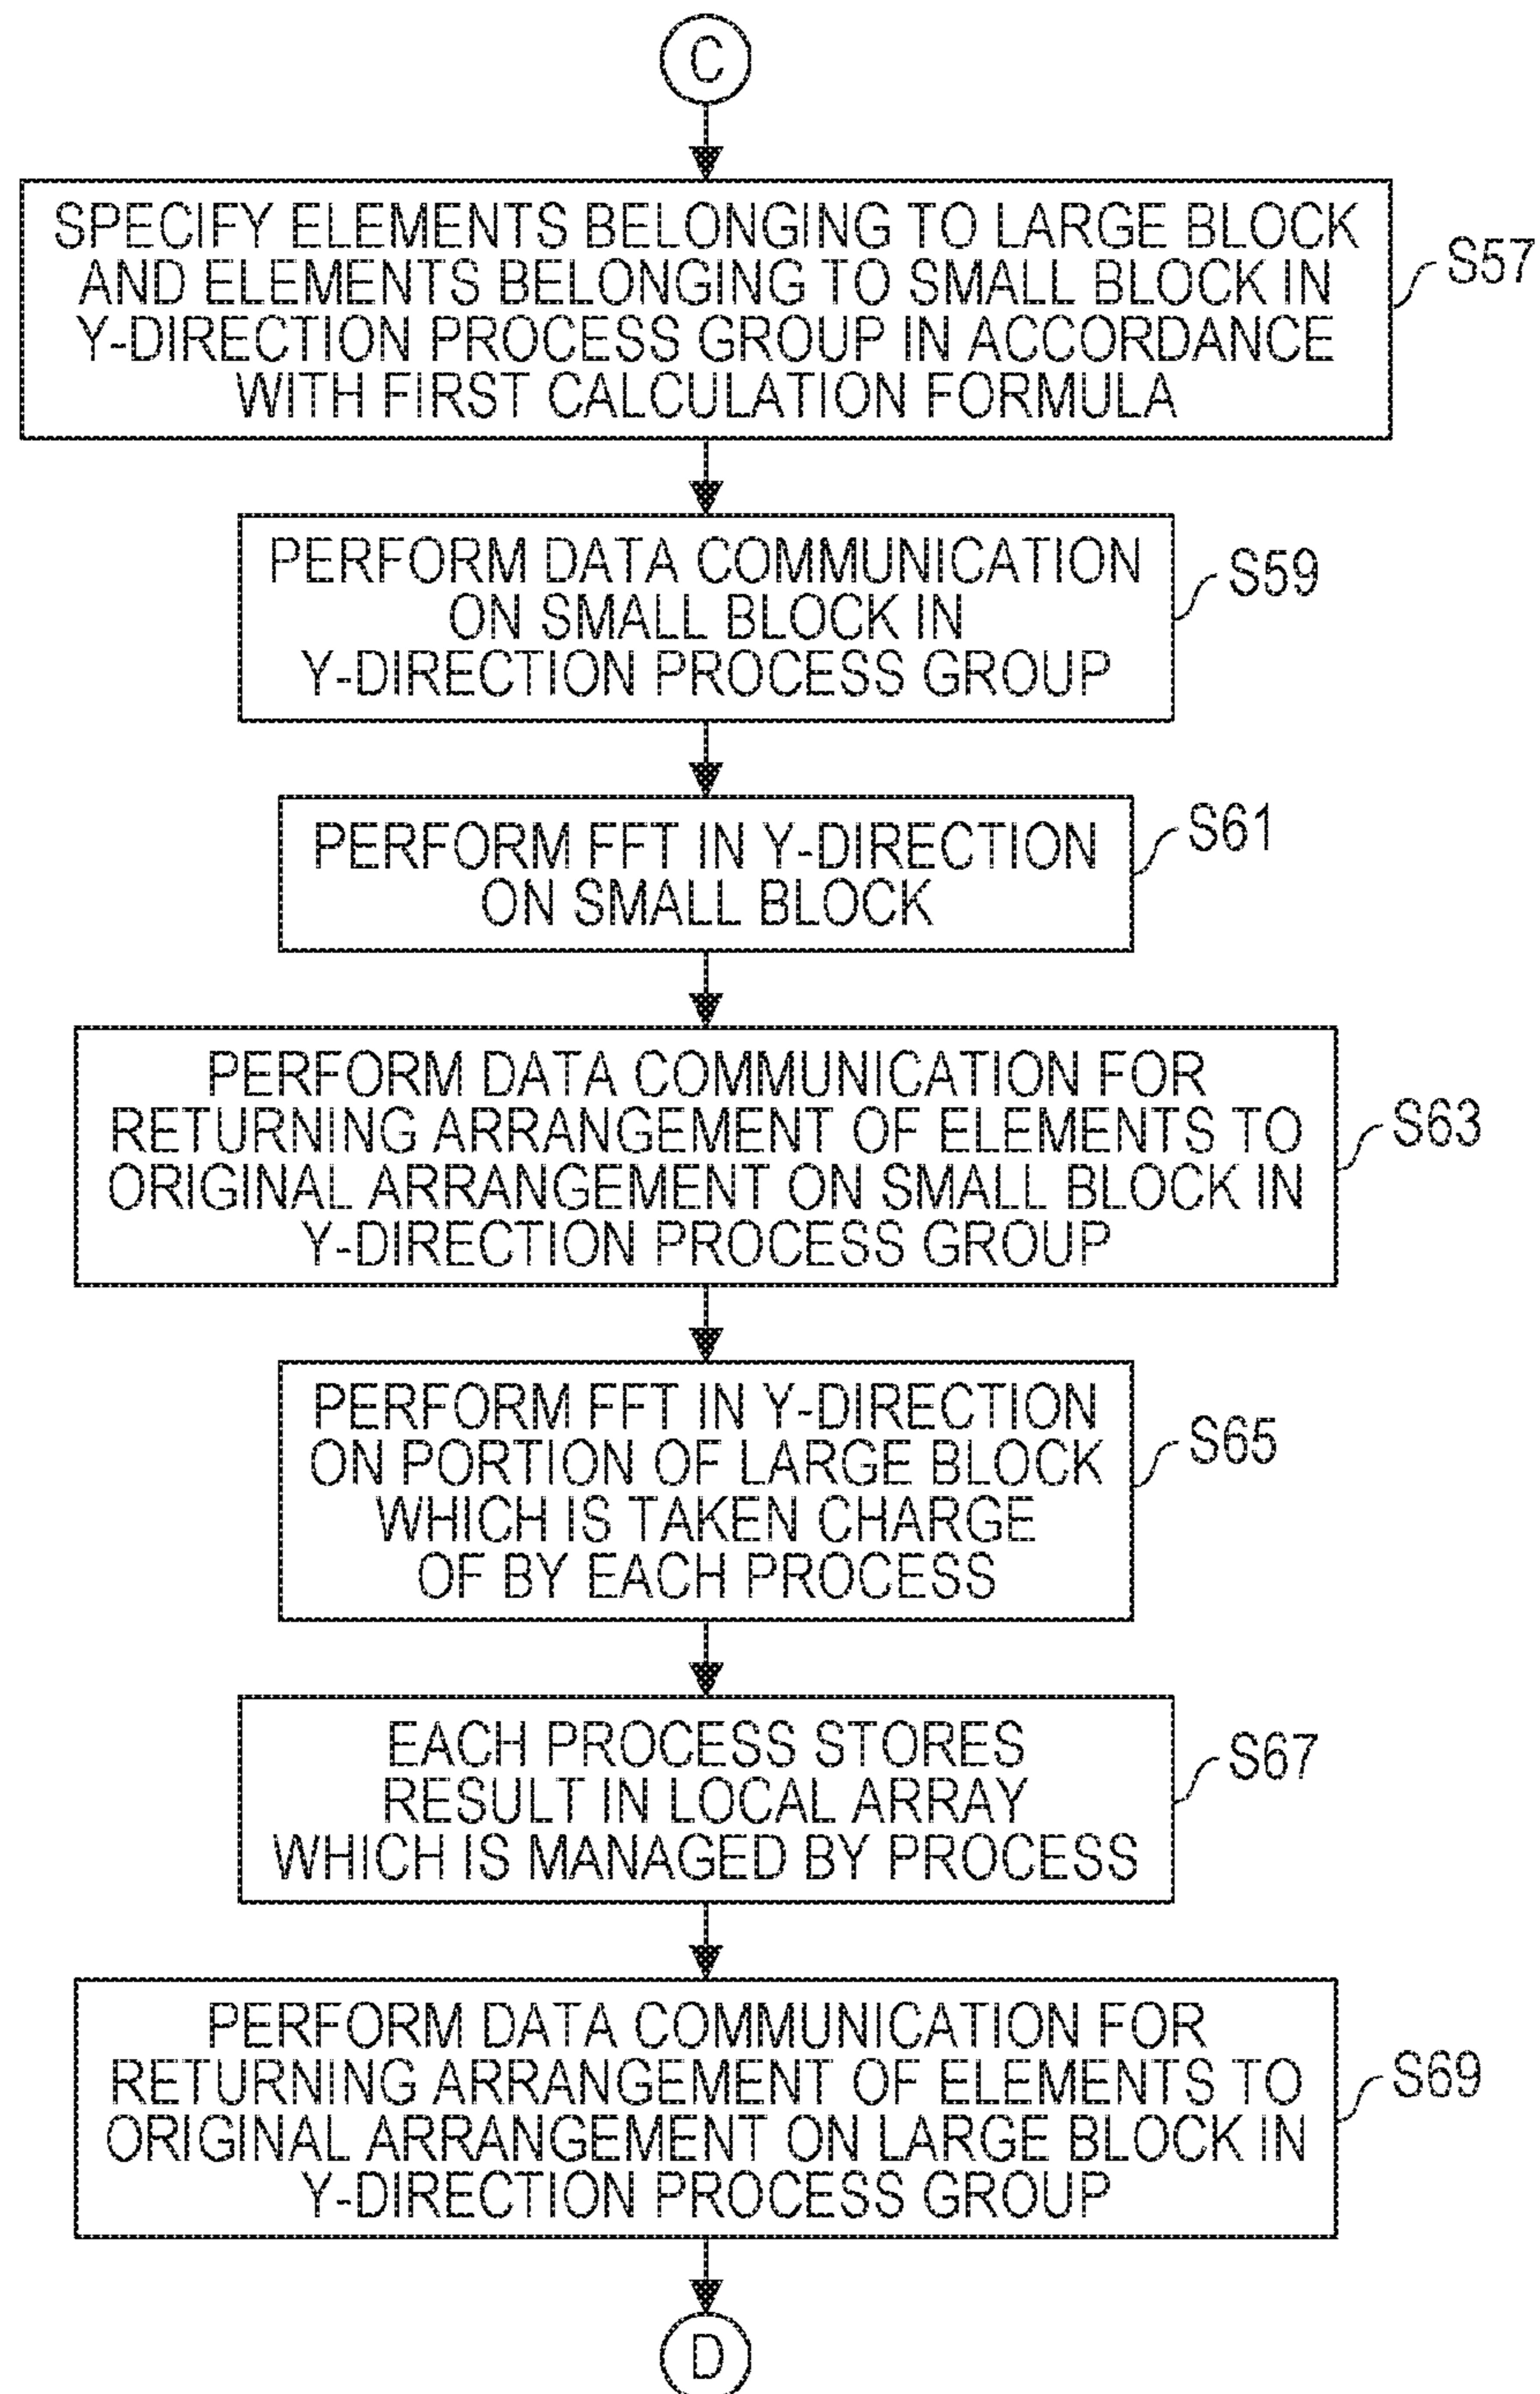 C
SPECIFY ELEMENTS BELONGING TO LARGE BLOCK
AND ELEMENTS BELONGING TO SMALL BLOCK IN
Y-DIRECTION PROCESS GROUP IN ACCORDANCE
WITH FIRST CALCULATION FORMULA
S57
PERFORM DATA COMMUNICATION
ON SMALL BLOCK IN
Y-DIRECTION PROCESS GROUP
S59
PERFORM FFT IN Y-DIRECTION
ON SMALL BLOCK
S61
PERFORM DATA COMMUNICATION FOR
RETURNING ARRANGEMENT OF ELEMENTS TO
ORIGINAL ARRANGEMENT ON SMALL BLOCK IN
Y-DIRECTION PROCESS GROUP
S63
PERFORM FFT IN Y-DIRECTION
ON PORTION OF LARGE BLOCK
WHICH IS TAKEN CHARGE
OF BY EACH PROCESS
S65
EACH PROCESS STORES
RESULT IN LOCAL ARRAY
WHICH IS MANAGED BY PROCESS
S67
PERFORM DATA COMMUNICATION FOR
RETURNING ARRANGEMENT OF ELEMENTS TO
ORIGINAL ARRANGEMENT ON LARGE BLOCK IN
Y-DIRECTION PROCESS GROUP
S69
D